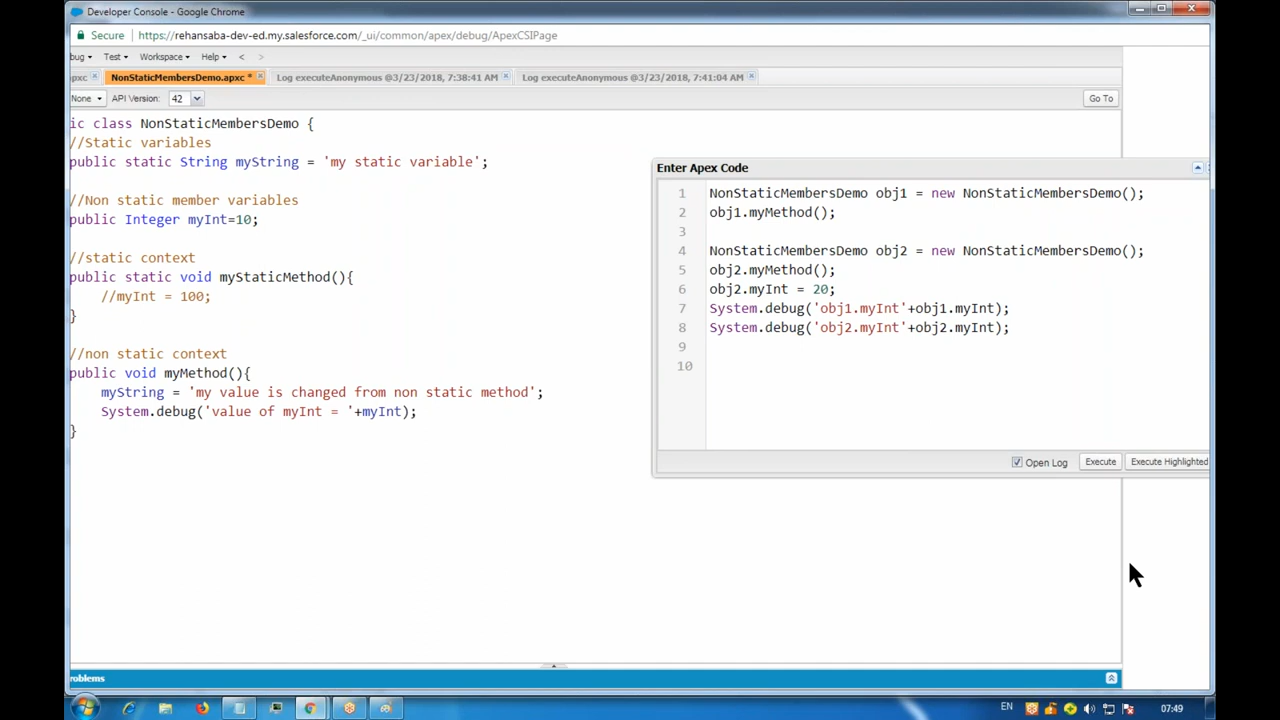 Developer Console - Google Chrome
Secure https://rehansaba-dev-ed.my.salesforce.com/_ui/common/apex/debug/ApexCSIPage
bug Test Workspace Help < >
apxc NonStaticMembersDemo.apxc * Log executeAnonymous @3/23/2018, 7:38:41 AM Log executeAnonymous @3/23/2018, 7:41:04 AM
None API Version: 42 Go To
ic class NonStaticMembersDemo {
//Static variables
public static String myString = 'my static variable';
//Non static member variables
public Integer myInt=10;
//static context
public static void myStaticMethod(){
//myInt = 100;
}
//non static context
public void myMethod(){
myString = 'my value is changed from non static method';
System.debug('value of myInt = '+myInt);
}
Enter Apex Code
1 NonStaticMembersDemo obj1 = new NonStaticMembersDemo();
2 obj1.myMethod();
3
4 NonStaticMembersDemo obj2 = new NonStaticMembersDemo();
5 obj2.myMethod();
6 obj2.myInt = 20;
7 System.debug('obj1.myInt'+obj1.myInt);
8 System.debug('obj2.myInt'+obj2.myInt);
9
10
Open Log Execute Execute Highlighted
roblems
EN 07:49